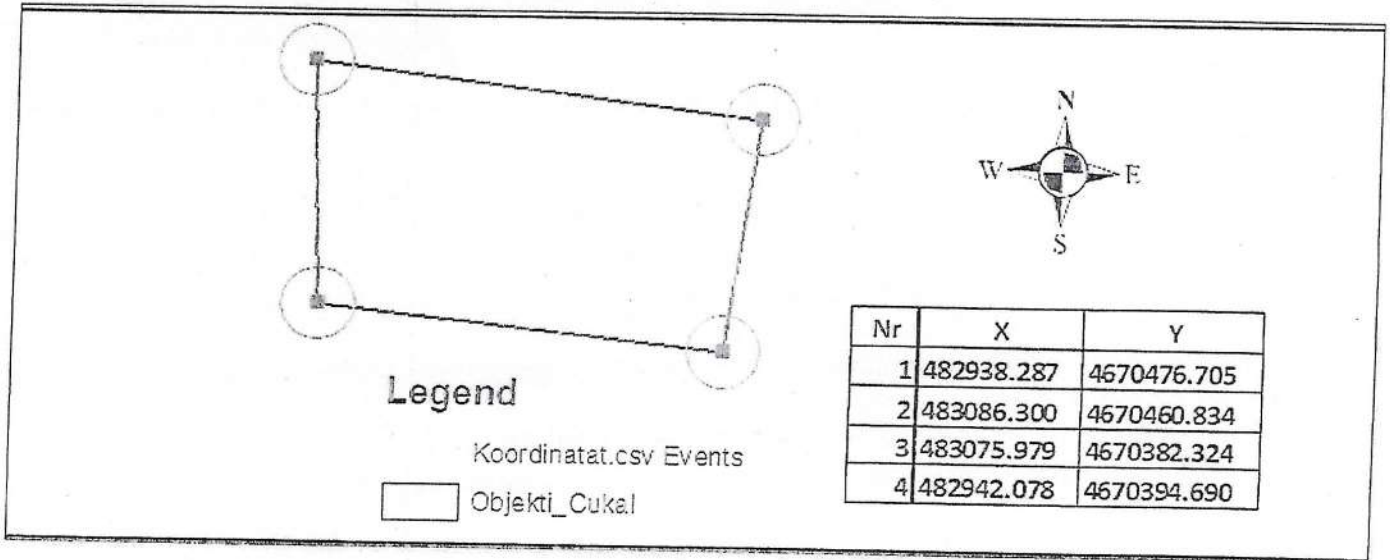 N
W E
S
Legend
Koordinatat.csv Events
Objekti_Cukal
Nr X Y
1 482938.287 4670476.705
2 483086.300 4670460.834
3 483075.979 4670382.324
4 482942.078 4670394.690